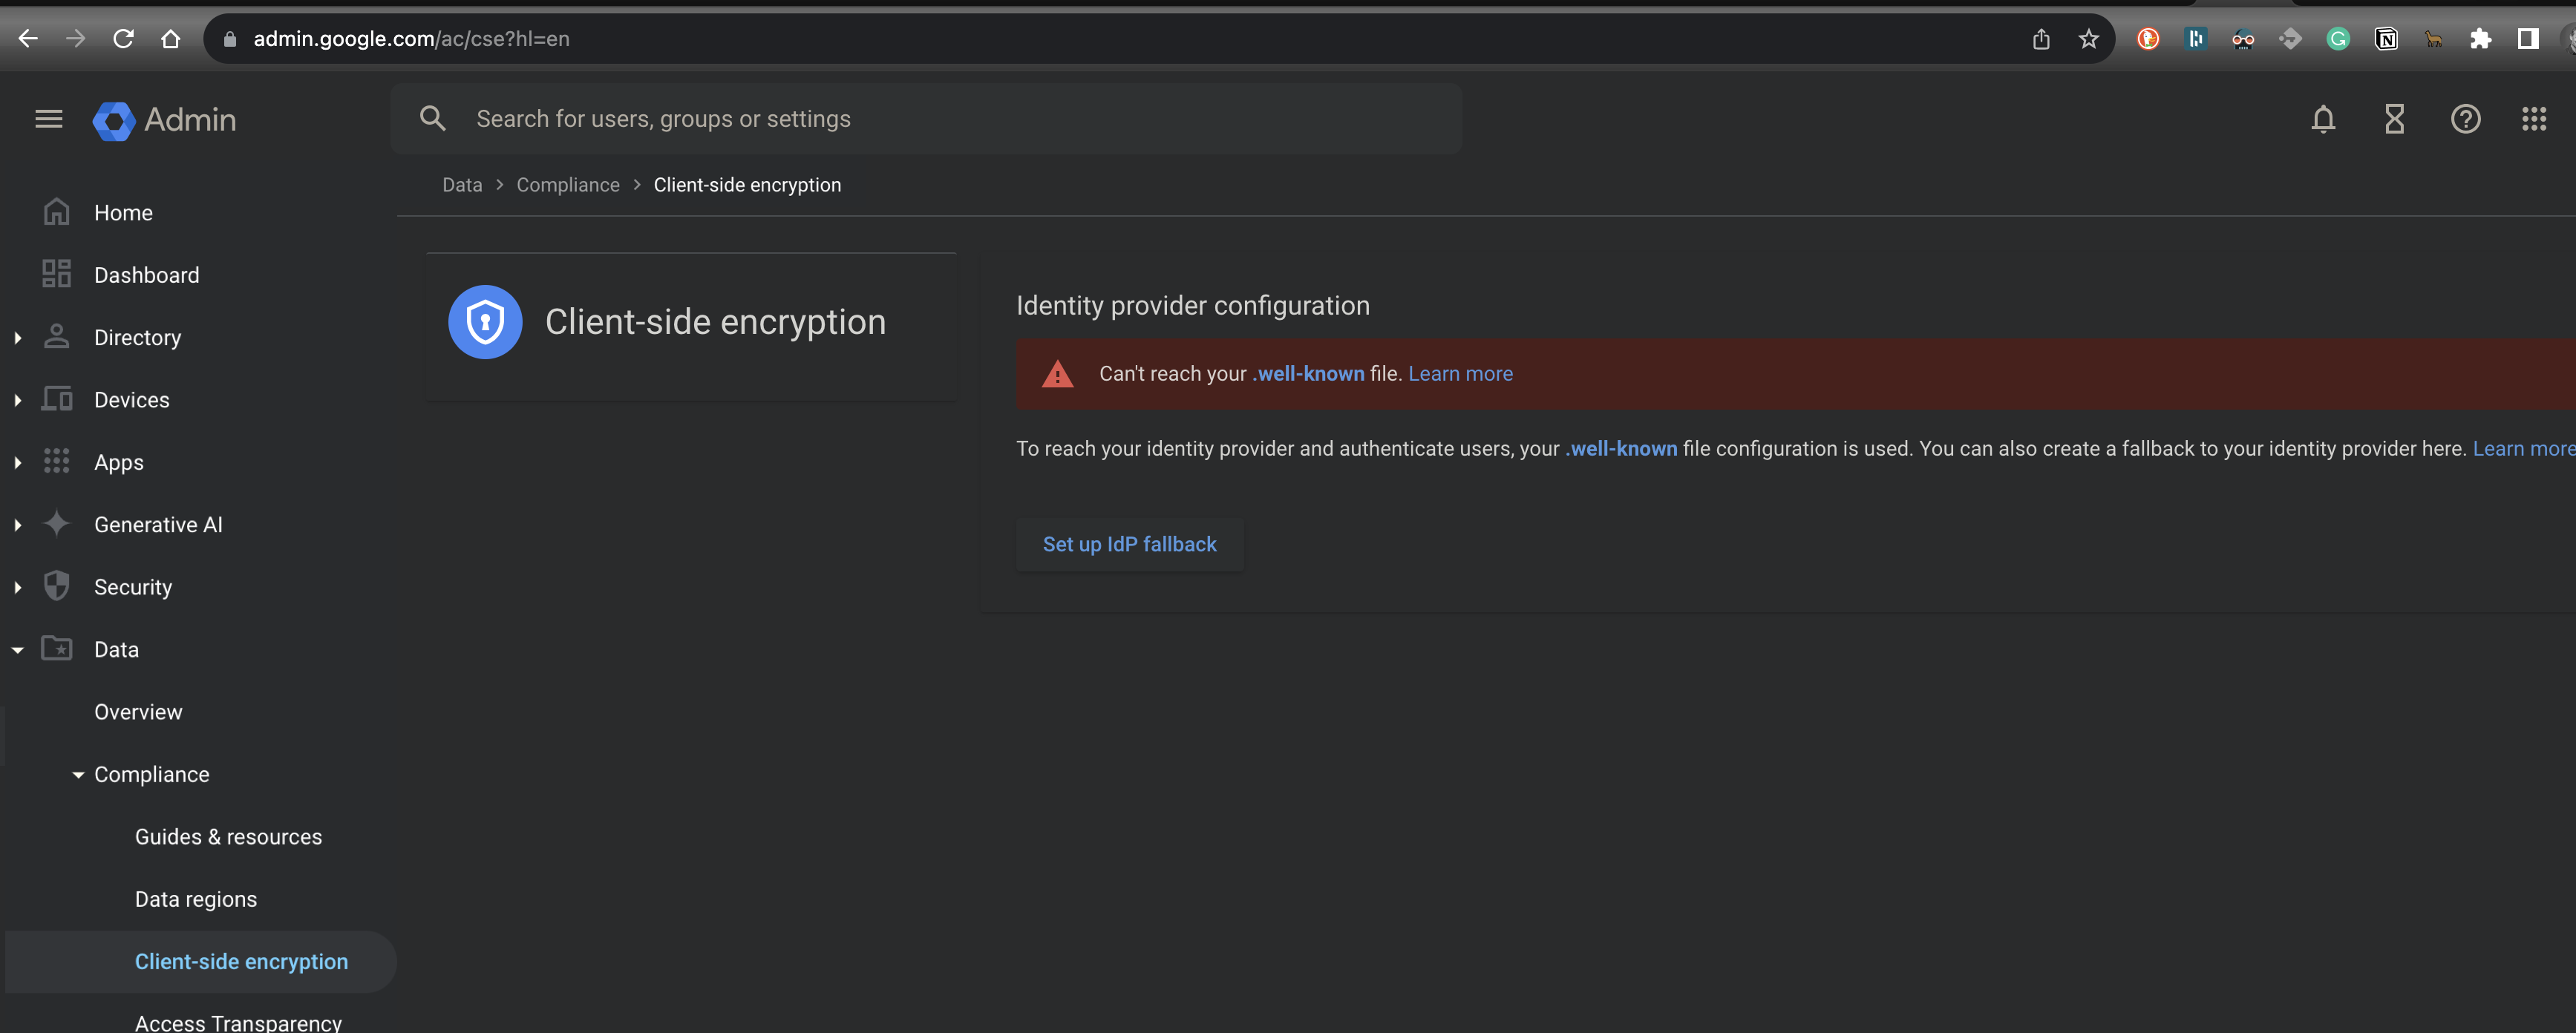 admin.google.com/ac/cse?hl=en
Admin
Search for users, groups or settings
Data > Compliance > Client-side encryption
Home
Dashboard
Directory
Devices
Apps
Generative AI
Security
Data
Overview
Compliance
Guides & resources
Data regions
Client-side encryption
Access Transparency
Client-side encryption
Identity provider configuration
Can't reach your .well-known file. Learn more
To reach your identity provider and authenticate users, your .well-known file configuration is used. You can also create a fallback to your identity provider here. Learn more
Set up IdP fallback